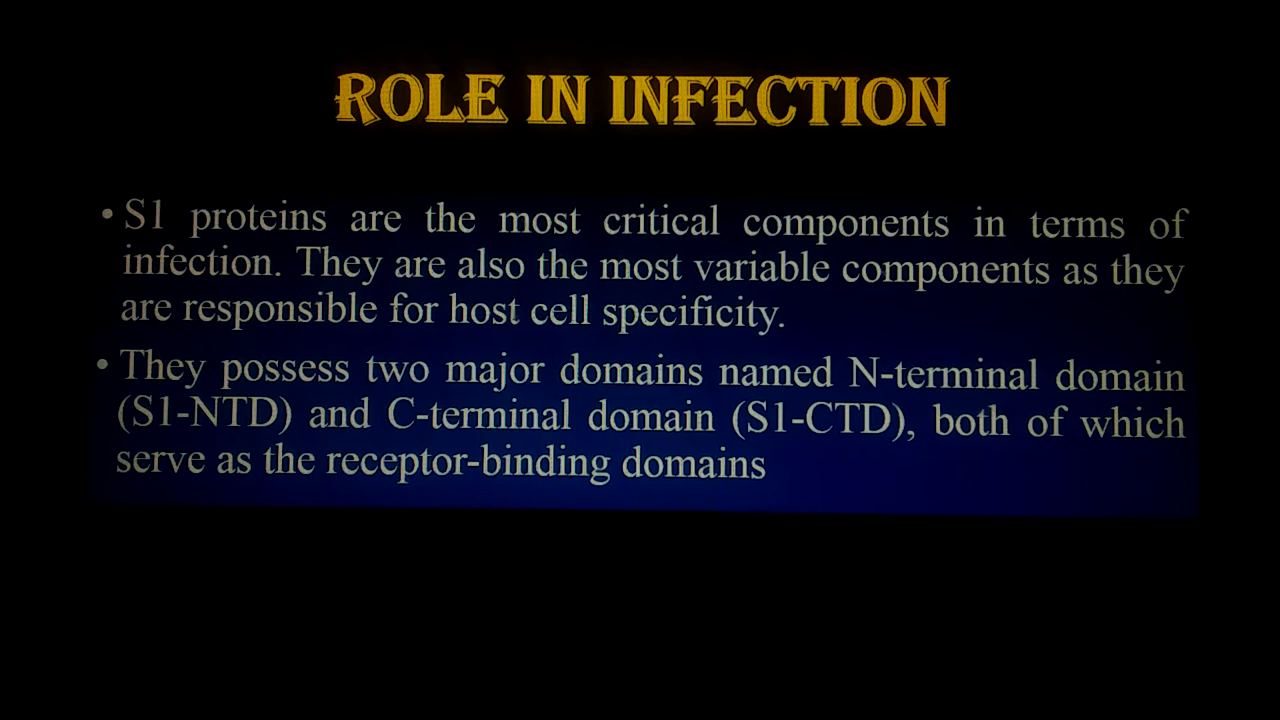 ROLE IN INFECTION
• S1 proteins are the most critical components in terms of
infection. They are also the most variable components as they
are responsible for host cell specificity.
• They possess two major domains named N-terminal domain
(S1-NTD) and C-terminal domain (S1-CTD), both of which
serve as the receptor-binding domains